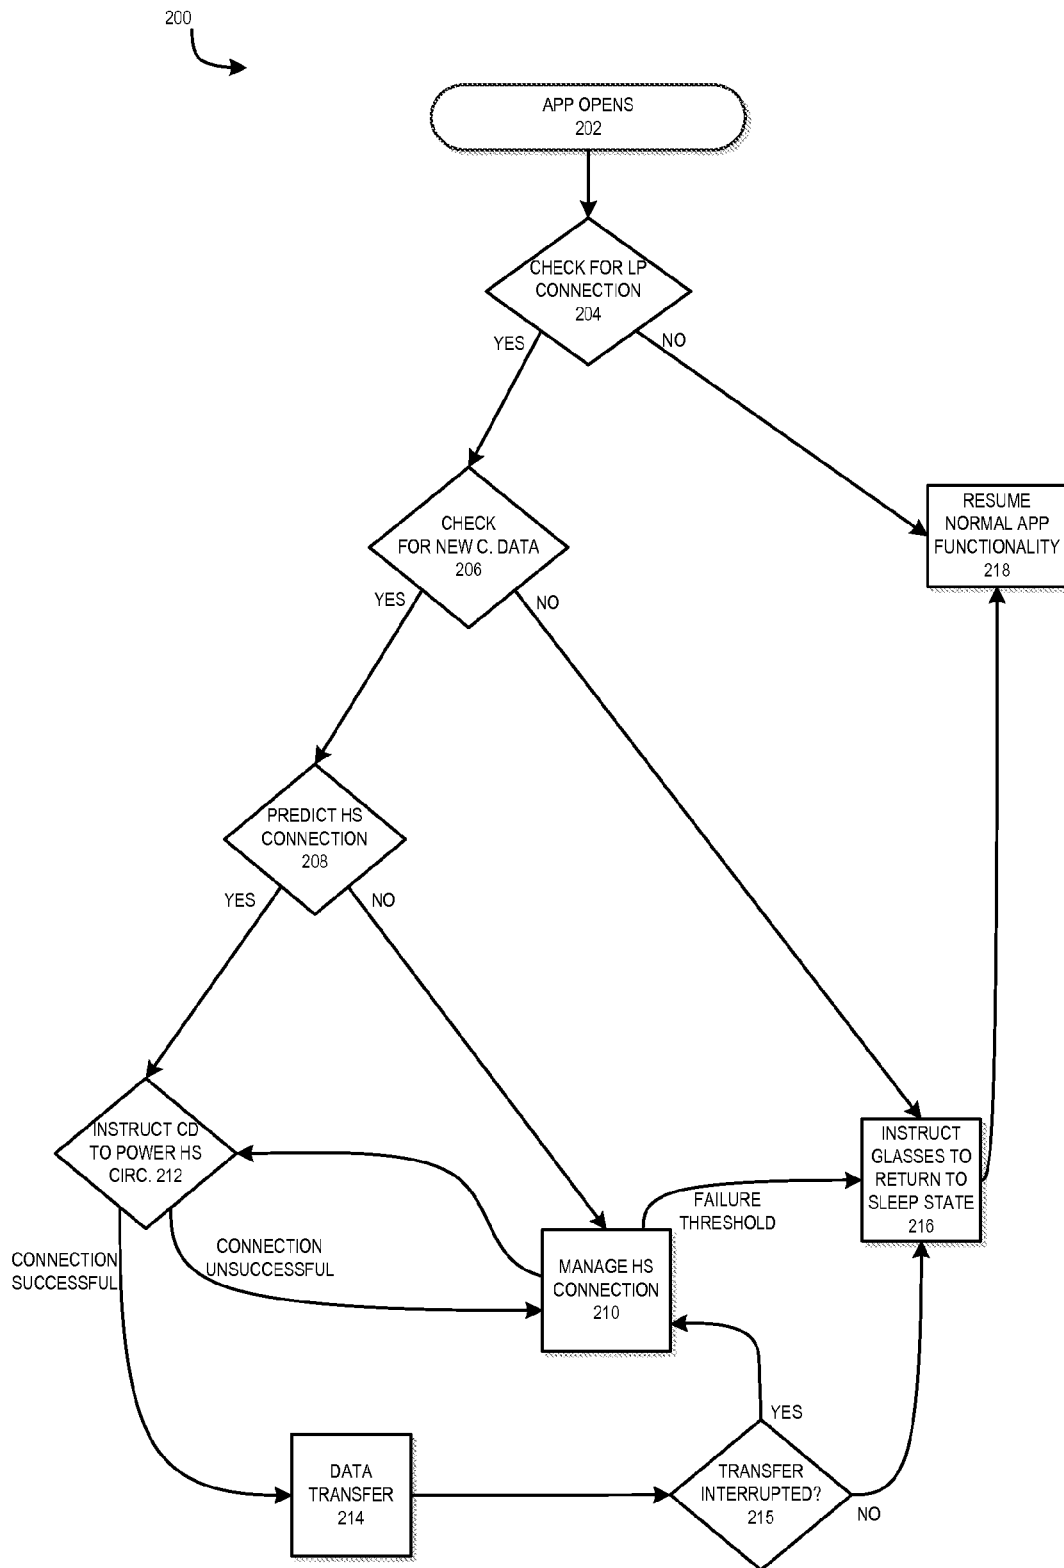 200
APP OPENS
202
CHECK FOR LP
CONNECTION
204
YES
NO
CHECK
FOR NEW C. DATA
206
RESUME
NORMAL APP
FUNCTIONALITY
218
YES
NO
PREDICT HS
CONNECTION
208
YES
NO
INSTRUCT CD
TO POWER HS
CIRC. 212
INSTRUCT
GLASSES TO
RETURN TO
SLEEP STATE
216
FAILURE
THRESHOLD
CONNECTION
SUCCESSFUL
CONNECTION
UNSUCCESSFUL
MANAGE HS
CONNECTION
210
YES
DATA
TRANSFER
214
TRANSFER
INTERRUPTED?
215
NO